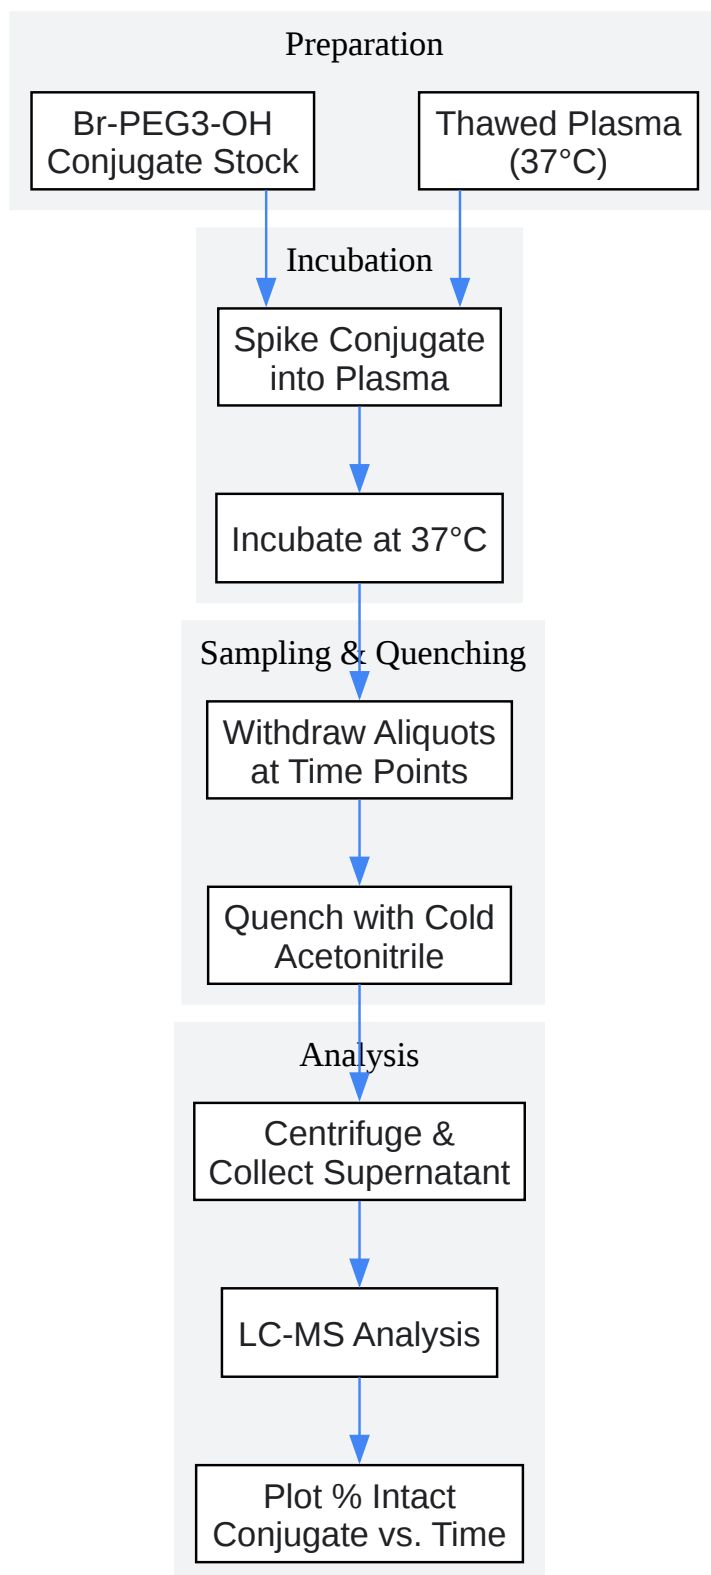 Preparation
Br-PEG3-OH
Conjugate Stock
Thawed Plasma
(37°C)
Incubation
Spike Conjugate
into Plasma
Incubate at 37°C
Sampling & Quenching
Withdraw Aliquots
at Time Points
Quench with Cold
Acetonitrile
Analysis
Centrifuge &
Collect Supernatant
LC-MS Analysis
Plot % Intact
Conjugate vs. Time